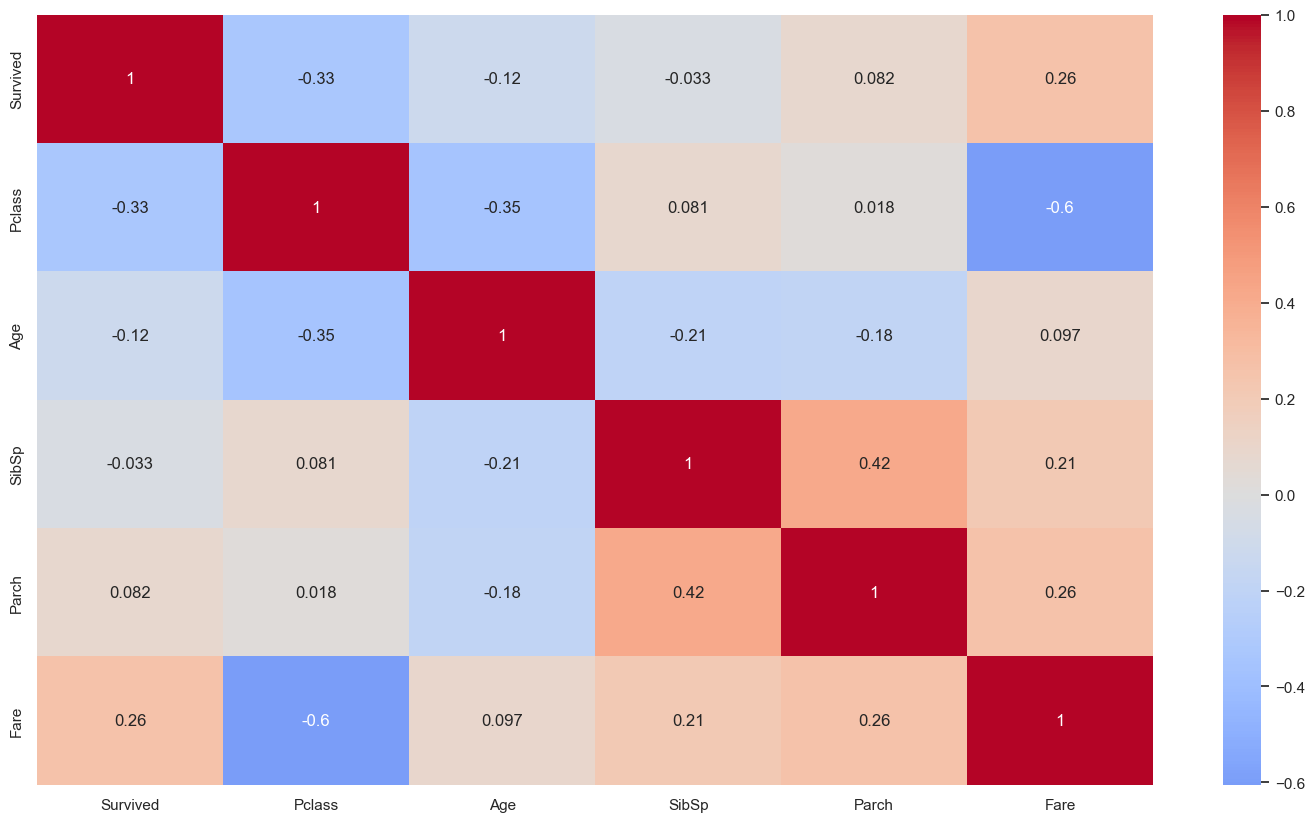 Survived 1 -0.33 -0.12 -0.033 0.082 0.26
Pclass -0.33 1 -0.35 0.081 0.018 -0.6
Age -0.12 -0.35 1 -0.21 -0.18 0.097
SibSp -0.033 0.081 -0.21 1 0.42 0.21
Parch 0.082 0.018 -0.18 0.42 1 0.26
Fare 0.26 -0.6 0.097 0.21 0.26 1
Survived Pclass Age SibSp Parch Fare
1.0
0.8
0.6
0.4
0.2
0.0
−0.2
−0.4
−0.6